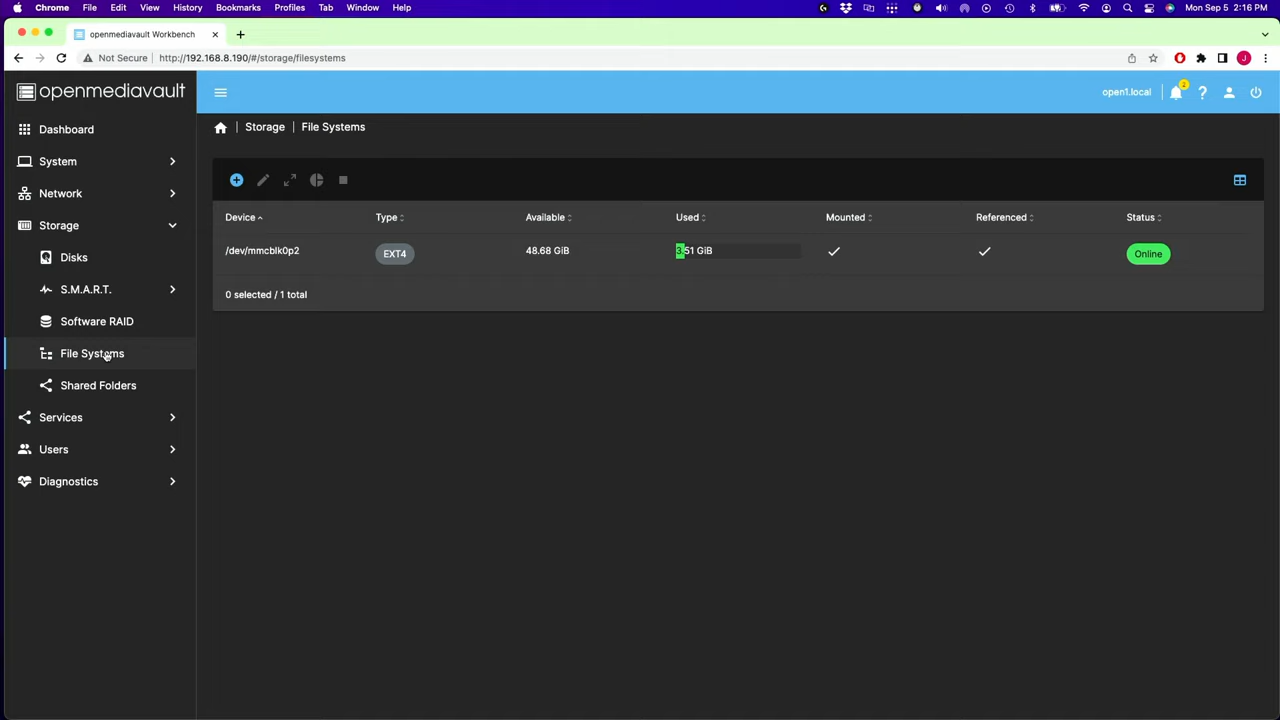 Chrome File Edit View History Bookmarks Profiles Tab Window Help Mon Sep 5 2:16 PM
openmediavault Workbench
Not Secure http://192.168.8.190/#/storage/filesystems J
openmediavault
open1.local 2
Dashboard
Storage File Systems
System
Network
Storage
Disks
S.M.A.R.T.
Software RAID
File Systems
Shared Folders
Services
Users
Diagnostics
Device Type Available Used Mounted Referenced Status
/dev/mmcblk0p2 EXT4 48.68 GiB 3.51 GiB Online
0 selected / 1 total